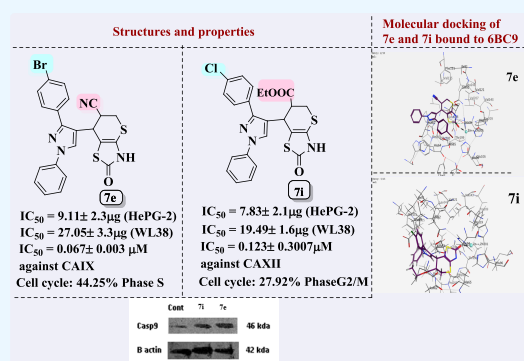 Structures and properties
Molecular docking of
7e and 7i bound to 6BC9
Br
NC
N
N
S
S
NH
O
7e
IC50 = 9.11± 2.3µg (HePG-2)
IC50 = 27.05± 3.3µg (WL38)
IC50 = 0.067± 0.003 µM
against CAIX
Cell cycle: 44.25% Phase S
Cl
EtOOC
N
N
S
S
NH
O
7i
IC50 = 7.83± 2.1µg (HePG-2)
IC50 = 19.49± 1.6µg (WL38)
IC50 = 0.123± 0.3007µM
against CAXII
Cell cycle: 27.92% PhaseG2/M
7e
7i
Cont 7i 7e
Casp9 46 kda
B actin 42 kda